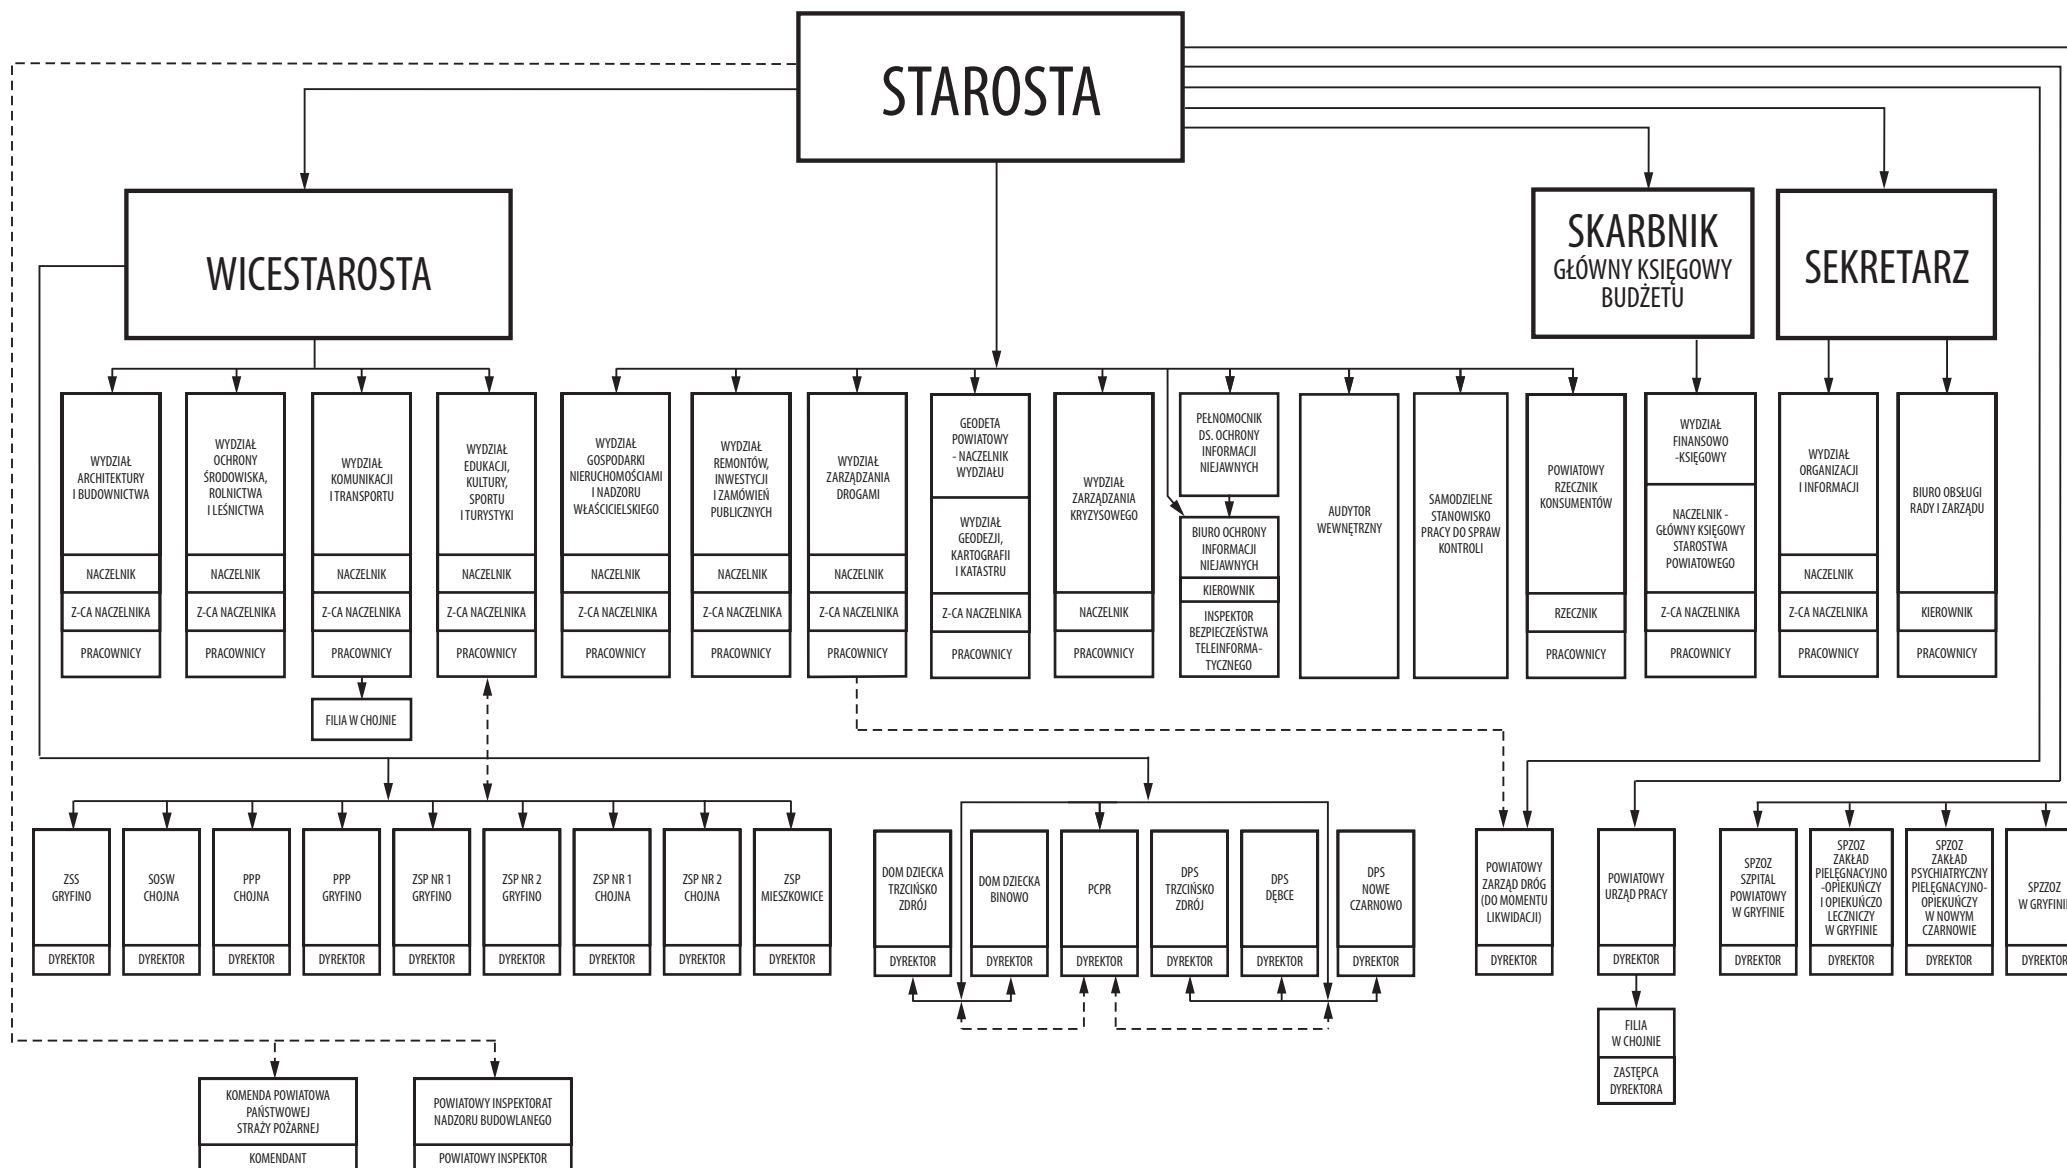 STAROSTA
WICESTAROSTA
SKARBNIK
GŁÓWNY KSIĘGOWY
BUDŻETU
SEKRETARZ
WYDZIAŁ
ARCHITEKTURY
I BUDOWNICTWA
NACZELNIK
Z-CA NACZELNIKA
PRACOWNICY
WYDZIAŁ
OCHRONY
ŚRODOWISKA,
ROLNICTWA
I LEŚNICTWA
NACZELNIK
Z-CA NACZELNIKA
PRACOWNICY
WYDZIAŁ
KOMUNIKACJI
I TRANSPORTU
NACZELNIK
Z-CA NACZELNIKA
PRACOWNICY
FILIA W CHOJNIE
WYDZIAŁ
EDUKACJI,
KULTURY,
SPORTU
I TURYSTYKI
NACZELNIK
Z-CA NACZELNIKA
PRACOWNICY
WYDZIAŁ
GOSPODARKI
NIERUCHOMOŚCIAMI
I NADZORU
WŁAŚCICIELSKIEGO
NACZELNIK
Z-CA NACZELNIKA
PRACOWNICY
WYDZIAŁ
REMONTÓW,
INWESTYCJI
I ZAMÓWIEŃ
PUBLICZNYCH
NACZELNIK
Z-CA NACZELNIKA
PRACOWNICY
WYDZIAŁ
ZARZĄDZANIA
DROGAMI
NACZELNIK
Z-CA NACZELNIKA
PRACOWNICY
GEODETA
POWIATOWY
- NACZELNIK
WYDZIAŁU
WYDZIAŁ
GEODEZJI,
KARTOGRAFII
I KATASTRU
Z-CA NACZELNIKA
PRACOWNICY
WYDZIAŁ
ZARZĄDZANIA
KRYZYSOWEGO
NACZELNIK
PRACOWNICY
PEŁNOMOCNIK
DS. OCHRONY
INFORMACJI
NIEJAWNYCH
BIURO OCHRONY
INFORMACJI
NIEJAWNYCH
KIEROWNIK
INSPEKTOR
BEZPIECZEŃSTWA
TELEINFORMA-
TYCZNEGO
AUDYTOR
WEWNĘTRZNY
SAMODZIELNE
STANOWISKO
PRACY DO SPRAW
KONTROLI
POWIATOWY
RZECZNIK
KONSUMENTÓW
RZECZNIK
PRACOWNICY
WYDZIAŁ
FINANSOWO
-KSIĘGOWY
NACZELNIK -
GŁÓWNY KSIĘGOWY
STAROSTWA
POWIATOWEGO
Z-CA NACZELNIKA
PRACOWNICY
WYDZIAŁ
ORGANIZACJI
I INFORMACJI
NACZELNIK
Z-CA NACZELNIKA
PRACOWNICY
BIURO OBSŁUGI
RADY I ZARZĄDU
KIEROWNIK
PRACOWNICY
ZSS
GRYFINO
DYREKTOR
SOSW
CHOJNA
DYREKTOR
PPP
CHOJNA
DYREKTOR
PPP
GRYFINO
DYREKTOR
ZSP NR 1
GRYFINO
DYREKTOR
ZSP NR 2
GRYFINO
DYREKTOR
ZSP NR 1
CHOJNA
DYREKTOR
ZSP NR 2
CHOJNA
DYREKTOR
ZSP
MIESZKOWICE
DYREKTOR
DOM DZIECKA
TRZCIŃSKO
ZDRÓJ
DYREKTOR
DOM DZIECKA
BINOWO
DYREKTOR
PCPR
DYREKTOR
DPS
TRZCIŃSKO
ZDRÓJ
DYREKTOR
DPS
DĘBCE
DYREKTOR
DPS
NOWE
CZARNOWO
DYREKTOR
POWIATOWY
ZARZĄD DRÓG
(DO MOMENTU
LIKWIDACJI)
DYREKTOR
POWIATOWY
URZĄD PRACY
DYREKTOR
FILIA
W CHOJNIE
ZASTĘPCA
DYREKTORA
SPZOZ
SZPITAL
POWIATOWY
W GRYFINIE
DYREKTOR
SPZOZ
ZAKŁAD
PIELĘGNACYJNO
-OPIEKUŃCZY
I OPIEKUŃCZO
LECZNICZY
W GRYFINIE
DYREKTOR
SPZOZ
ZAKŁAD
PSYCHIATRYCZNY
PIELĘGNACYJNO-
OPIEKUŃCZY
W NOWYM
CZARNOWIE
DYREKTOR
SPZZOZ
W GRYFINIE
DYREKTOR
KOMENDA POWIATOWA
PAŃSTWOWEJ
STRAŻY POŻARNEJ
KOMENDANT
POWIATOWY INSPEKTORAT
NADZORU BUDOWLANEGO
POWIATOWY INSPEKTOR